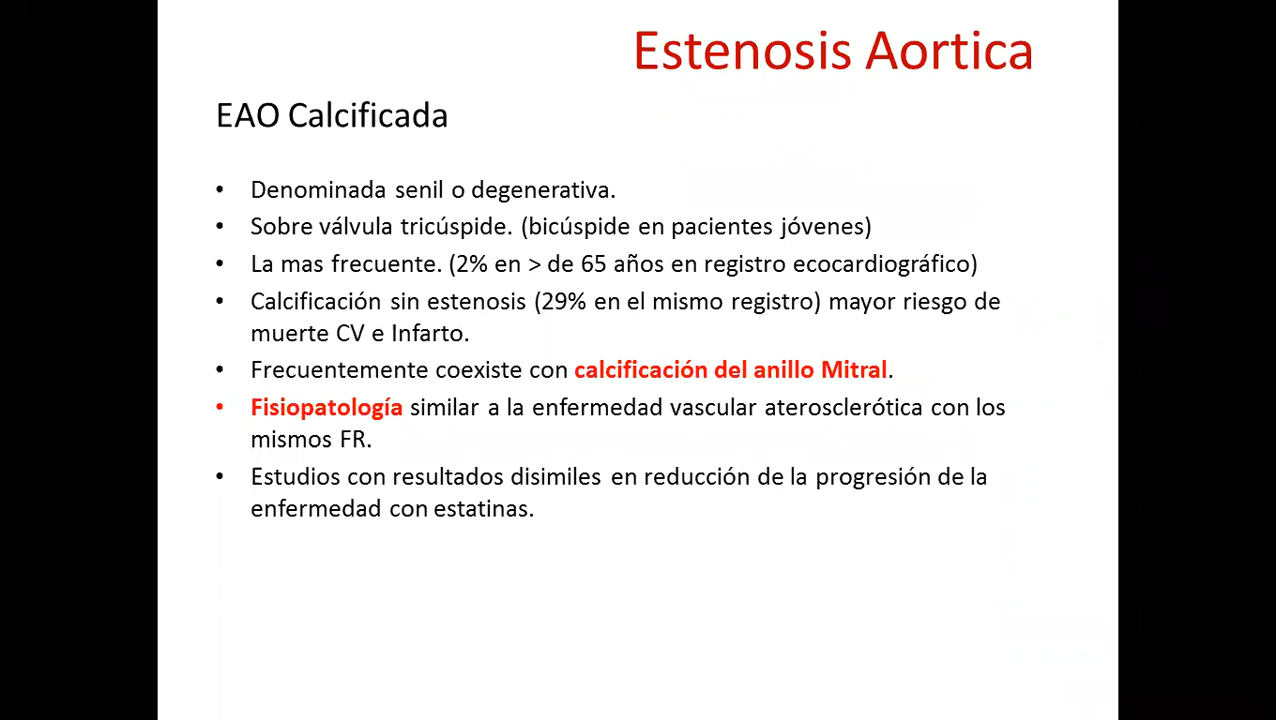 Estenosis Aortica
EAO Calcificada
• Denominada senil o degenerativa.
• Sobre válvula tricúspide. (bicúspide en pacientes jóvenes)
• La mas frecuente. (2% en > de 65 años en registro ecocardiográfico)
• Calcificación sin estenosis (29% en el mismo registro) mayor riesgo de
muerte CV e Infarto.
• Frecuentemente coexiste con calcificación del anillo Mitral.
• Fisiopatología similar a la enfermedad vascular aterosclerótica con los
mismos FR.
• Estudios con resultados disimiles en reducción de la progresión de la
enfermedad con estatinas.